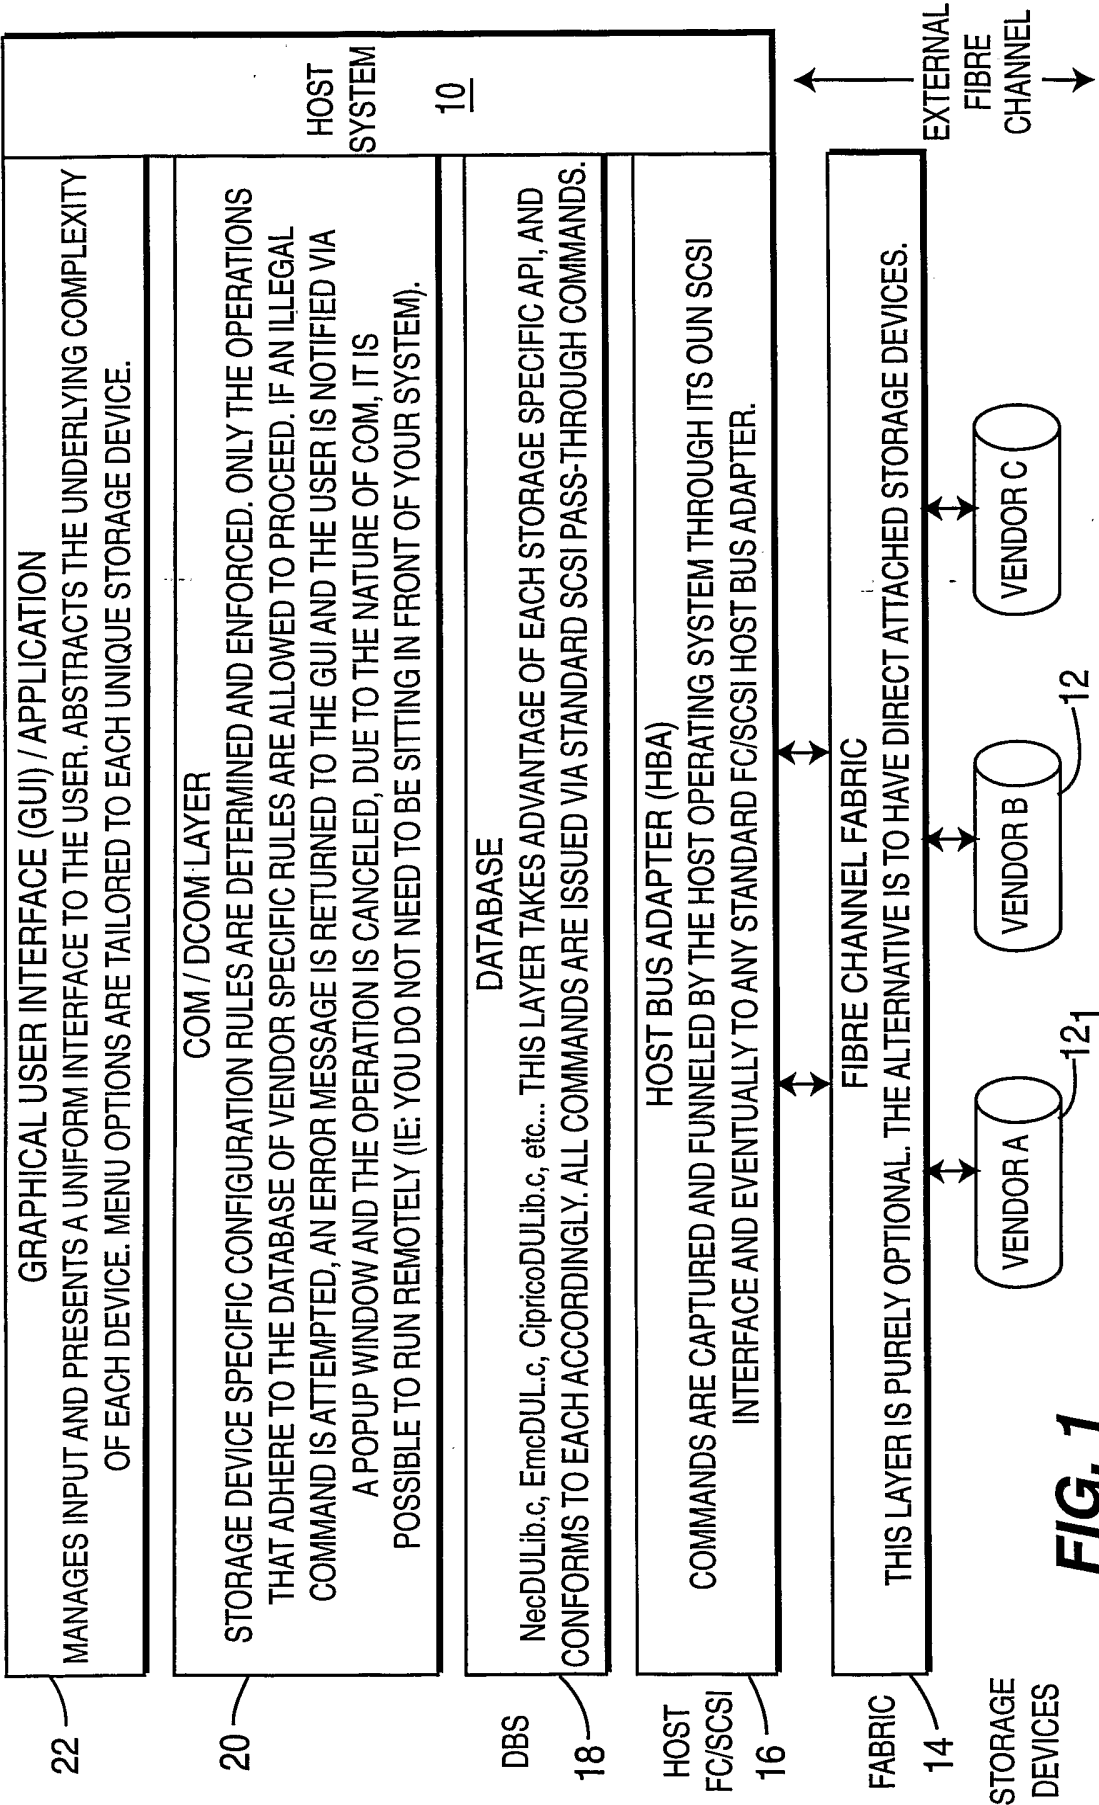 22
GRAPHICAL USER INTERFACE (GUI) / APPLICATION
MANAGES INPUT AND PRESENTS A UNIFORM INTERFACE TO THE USER. ABSTRACTS THE UNDERLYING COMPLEXITY
OF EACH DEVICE. MENU OPTIONS ARE TAILORED TO EACH UNIQUE STORAGE DEVICE.
20
COM / DCOM LAYER
STORAGE DEVICE SPECIFIC CONFIGURATION RULES ARE DETERMINED AND ENFORCED. ONLY THE OPERATIONS
THAT ADHERE TO THE DATABASE OF VENDOR SPECIFIC RULES ARE ALLOWED TO PROCEED. IF AN ILLEGAL
COMMAND IS ATTEMPTED, AN ERROR MESSAGE IS RETURNED TO THE GUI AND THE USER IS NOTIFIED VIA
A POPUP WINDOW AND THE OPERATION IS CANCELED, DUE TO THE NATURE OF COM, IT IS
POSSIBLE TO RUN REMOTELY (IE: YOU DO NOT NEED TO BE SITTING IN FRONT OF YOUR SYSTEM).
HOST
SYSTEM
10
DBS
18
DATABASE
NecDULib.c, EmcDUL.c, CipricoDULib.c, etc... THIS LAYER TAKES ADVANTAGE OF EACH STORAGE SPECIFIC API, AND
CONFORMS TO EACH ACCORDINGLY. ALL COMMANDS ARE ISSUED VIA STANDARD SCSI PASS-THROUGH COMMANDS.
HOST
FC/SCSI
16
HOST BUS ADAPTER (HBA)
COMMANDS ARE CAPTURED AND FUNNELED BY THE HOST OPERATING SYSTEM THROUGH ITS OUN SCSI
INTERFACE AND EVENTUALLY TO ANY STANDARD FC/SCSI HOST BUS ADAPTER.
FABRIC
14
FIBRE CHANNEL FABRIC
THIS LAYER IS PURELY OPTIONAL. THE ALTERNATIVE IS TO HAVE DIRECT ATTACHED STORAGE DEVICES.
EXTERNAL
FIBRE
CHANNEL
STORAGE
DEVICES
VENDOR A
121
VENDOR B
12
VENDOR C
FIG. 1